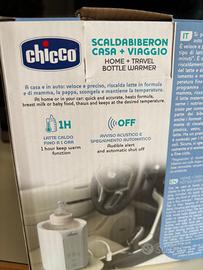 chicco
SCALDABIBERON
CASA + VIAGGIO
HOME + TRAVEL
BOTTLE WARMER
A casa e in auto: veloce e preciso, riscalda latte in formula
e di mamma, la pappa, scongela e mantiene la temperatura.
At home or in your car: quick and accurate, heats formula,
breast milk or baby food, thaws and keeps at the desired temperature.
1H
LATTE CALDO
FINO A 1 ORA
1 hour keep warm
function
OFF
AVVISO ACUSTICO E
SPEGNIMENTO AUTOMATICO
Audible alert
and automatic shut off
IT